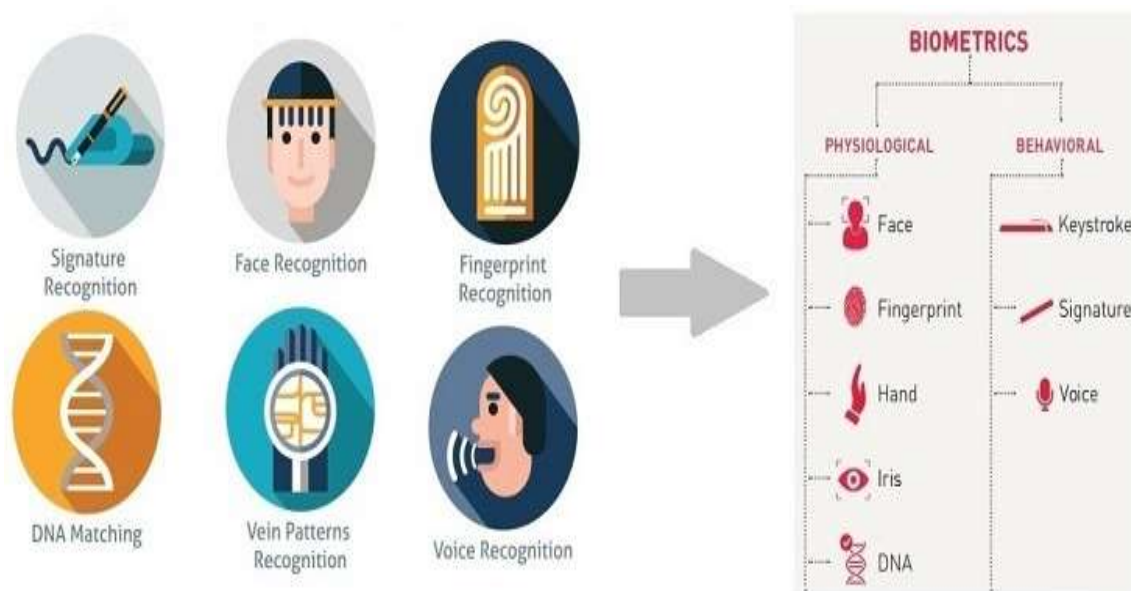 Signature
Recognition
Face Recognition
Fingerprint
Recognition
DNA Matching
Vein Patterns
Recognition
Voice Recognition
BIOMETRICS
PHYSIOLOGICAL
Face
Fingerprint
Hand
Iris
DNA
BEHAVIORAL
Keystroke
Signature
Voice